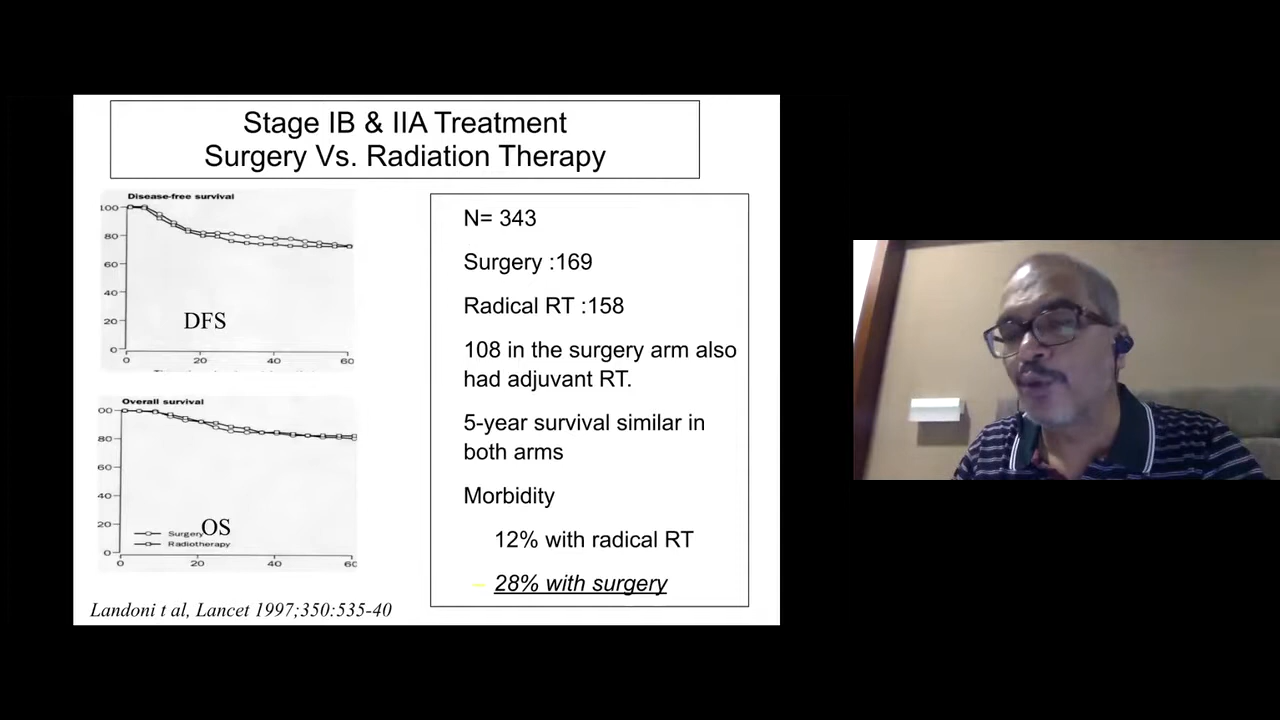 Stage IB & IIA Treatment
Surgery Vs. Radiation Therapy
Disease-free survival
100
80
60
40
20
0
DFS
0 20 40 60
Overall survival
00
80
60
40
20
0
Surgery
OS
Radiotherapy
0 20 40 60
Landoni t al, Lancet 1997;350:535-40
N= 343
Surgery :169
Radical RT :158
108 in the surgery arm also
had adjuvant RT.
5-year survival similar in
both arms
Morbidity
12% with radical RT
– 28% with surgery